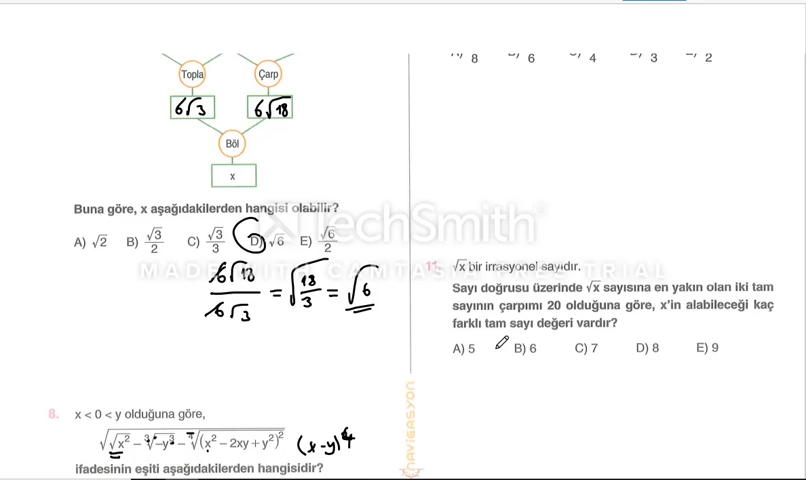 Topla
Çarp
6√3
6√18
Böl
x
Buna göre, x aşağıdakilerden hangisi olabilir?
A) √2 B) √3/2 C) √3/3 D) √6 E) √6/2
6√18/6√3 = √18/3 = √6
8. x < 0 < y olduğuna göre,
√(√x² − ³√−y³ − ⁴√(x² − 2xy + y²)²) (x−y)⁴
ifadesinin eşiti aşağıdakilerden hangisidir?
8 6 4 3 2
11. √x bir irrasyonel sayıdır.
Sayı doğrusu üzerinde √x sayısına en yakın olan iki tam
sayının çarpımı 20 olduğuna göre, x'in alabileceği kaç
farklı tam sayı değeri vardır?
A) 5 B) 6 C) 7 D) 8 E) 9
NAVİGASYON
TechSmith
MADE WITH CAMTASIA FREE TRIAL